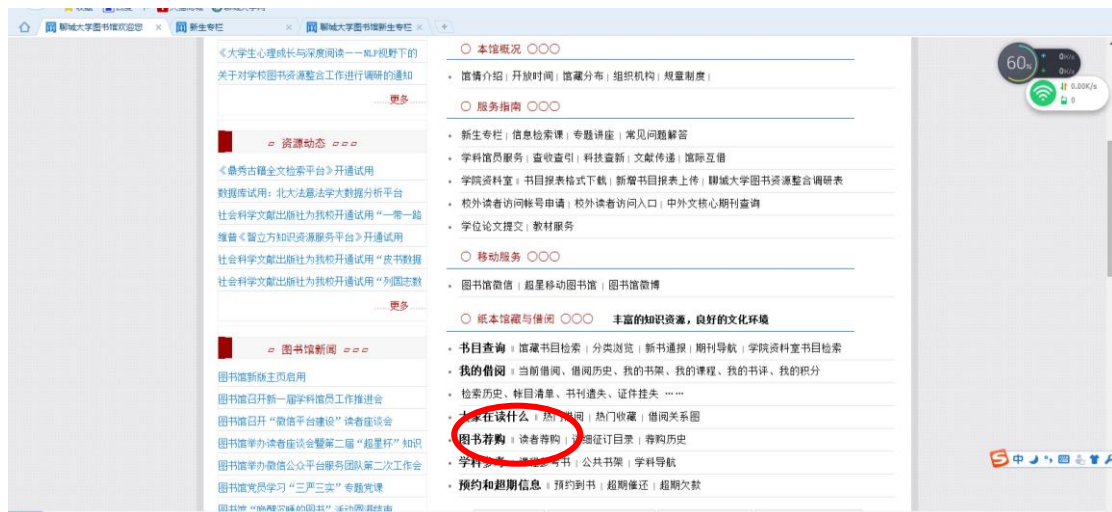 聊城大学图书馆欢迎您 × 新生专栏 × 聊城大学图书馆新生专栏 ×
《大学生心理成长与深度阅读——NLP视野下的
关于对学校图书资源整合工作进行调研的通知
......更多......
资源动态
《鼎秀古籍全文检索平台》开通试用
数据库试用：北大法意法学大数据分析平台
社会科学文献出版社为我校开通试用“一带一路
维普《智立方知识资源服务平台》开通试用
社会科学文献出版社为我校开通试用“皮书数据
社会科学文献出版社为我校开通试用“列国志数
......更多......
图书馆新闻
图书馆新版主页启用
图书馆召开新一届学科馆员工作推进会
图书馆召开“微信平台建设”读者座谈会
图书馆举办读者座谈会暨第二届“超星杯”知识
图书馆举办微信公众平台服务团队第二次工作会
图书馆党员学习“三严三实”专题党课
〇 本馆概况 〇〇〇
馆情介绍 | 开放时间 | 馆藏分布 | 组织机构 | 规章制度 |
〇 服务指南 〇〇〇
新生专栏 | 信息检索课 | 专题讲座 | 常见问题解答
学科馆员服务 | 查收查引 | 科技查新 | 文献传递 | 馆际互借
学院资料室 || 书目报表格式下载 | 新增书目报表上传 | 聊城大学图书资源整合调研表
校外读者访问帐号申请 | 校外读者访问入口 | 中外文核心期刊查询
学位论文提交 | 教材服务
〇 移动服务 〇〇〇
图书馆微信 | 超星移动图书馆 | 图书馆微博
〇 纸本馆藏与借阅 〇〇〇 丰富的知识资源，良好的文化环境
书目查询 || 馆藏书目检索 | 分类浏览 | 新书通报 | 期刊导航 | 学院资料室书目检索
我的借阅 || 当前借阅、借阅历史、我的书架、我的课程、我的书评、我的积分
检索历史、帐目清单、书刊遗失、证件挂失 ……
大家在读什么 || 热门借阅 | 热门收藏 | 借阅关系图
图书荐购 || 读者荐购 | 详细征订目录 | 荐购历史
学科参考 || 课程参考书 | 公共书架 | 学科导航
预约和超期信息 || 预约到书 | 超期催还 | 超期欠款
60%
0K/s
0K/s
0.00K/s
0
中